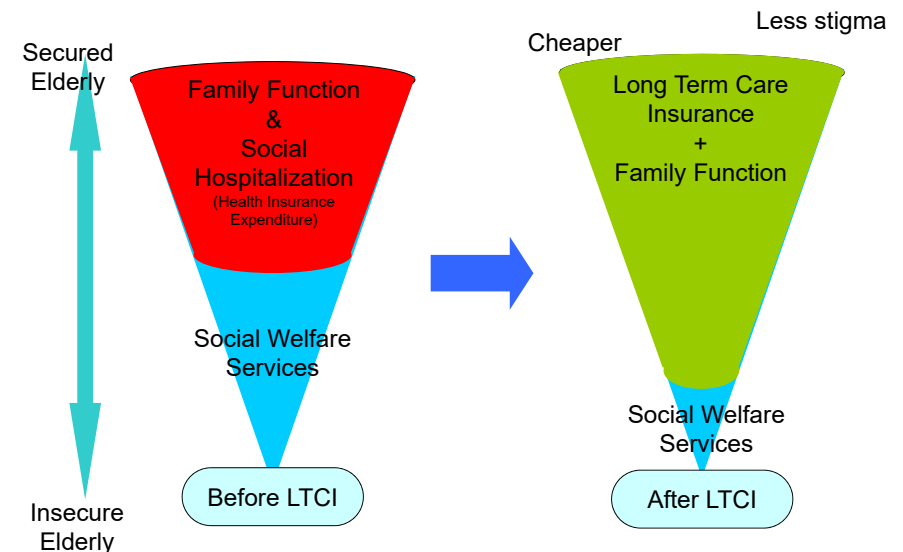 Secured
Elderly
Family Function
&
Social
Hospitalization
(Health Insurance
Expenditure)
Social Welfare
Services
Before LTCI
Insecure
Elderly
Cheaper
Less stigma
Long Term Care
Insurance
+
Family Function
Social Welfare
Services
After LTCI